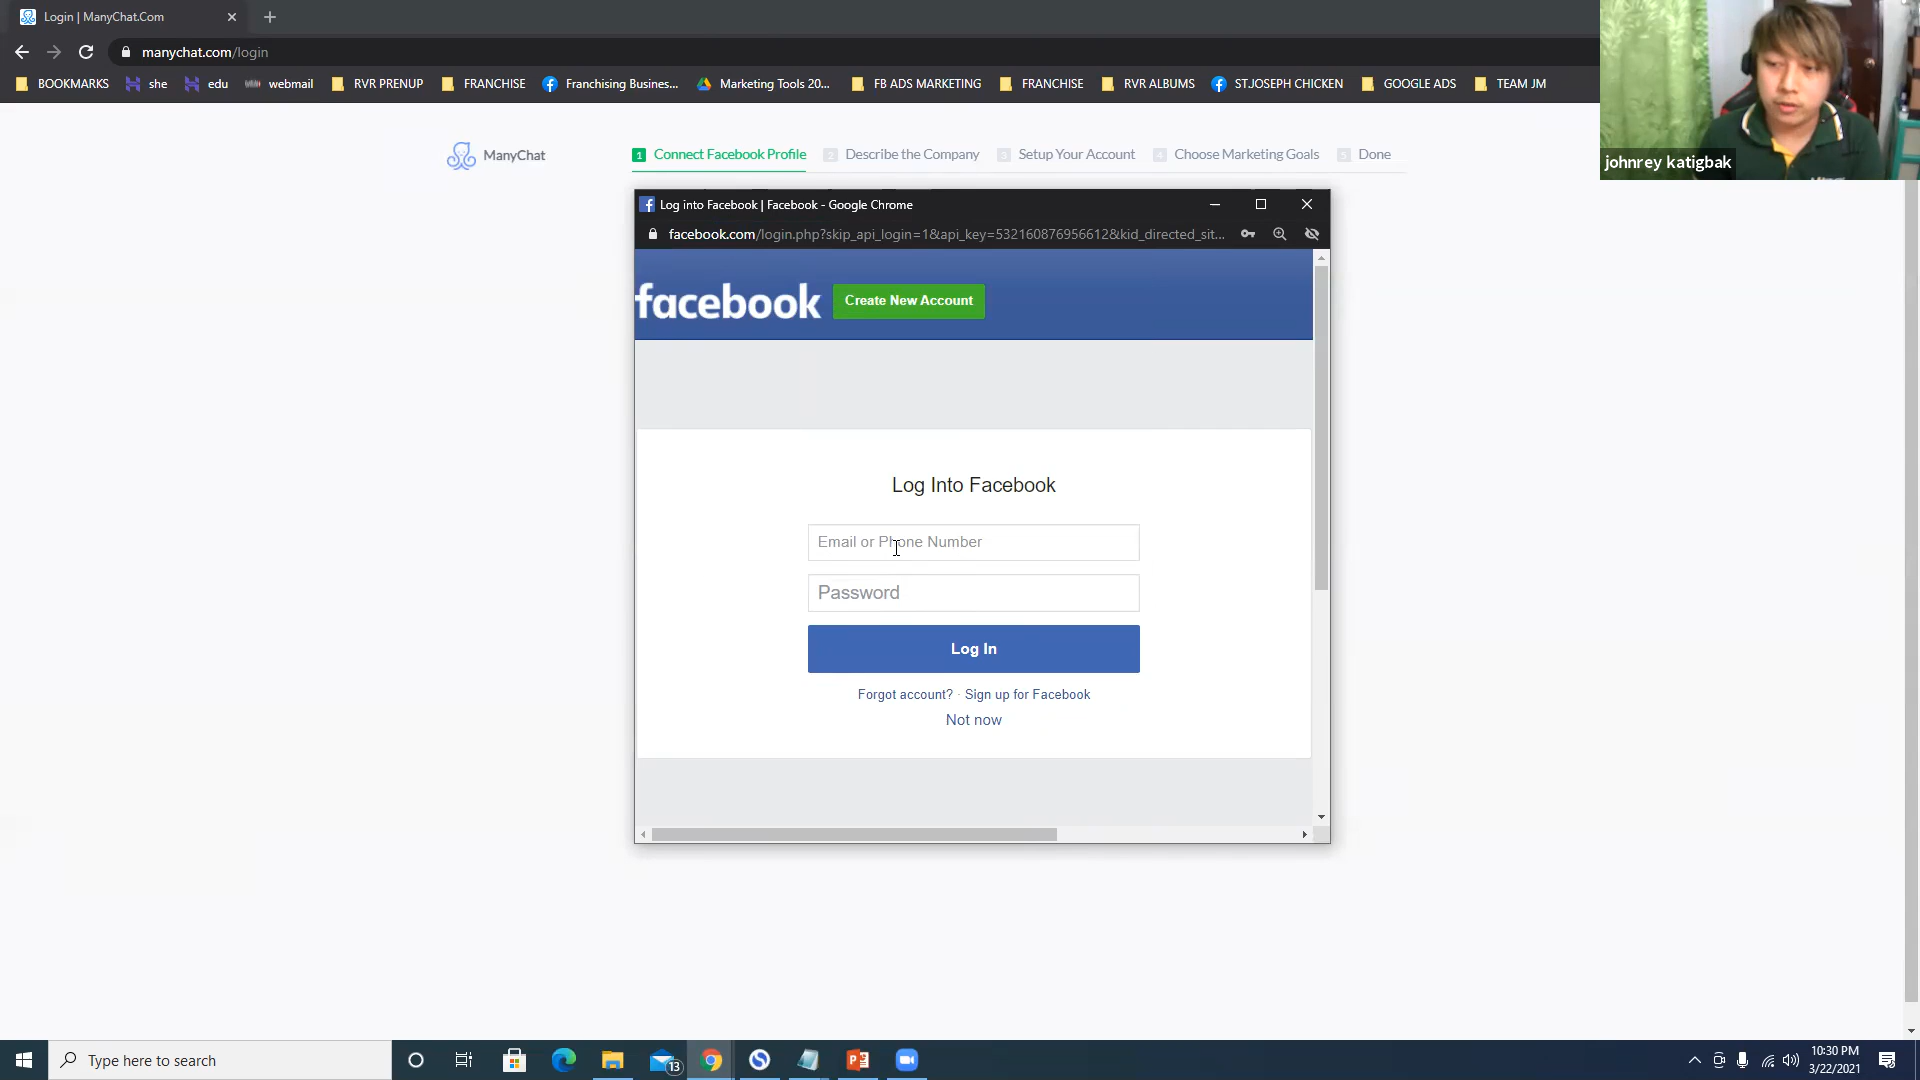 Login | ManyChat.Com
manychat.com/login
BOOKMARKS she edu webmail RVR PRENUP FRANCHISE Franchising Busines... Marketing Tools 20... FB ADS MARKETING FRANCHISE RVR ALBUMS ST.JOSEPH CHICKEN GOOGLE ADS TEAM JM
johnrey katigbak
ManyChat
1 Connect Facebook Profile 2 Describe the Company 3 Setup Your Account 4 Choose Marketing Goals 5 Done
Log into Facebook | Facebook - Google Chrome
facebook.com/login.php?skip_api_login=1&api_key=532160876956612&kid_directed_sit...
facebook Create New Account
Log Into Facebook
Email or Phone Number
Password
Log In
Forgot account? · Sign up for Facebook
Not now
Type here to search
13
10:30 PM
3/22/2021